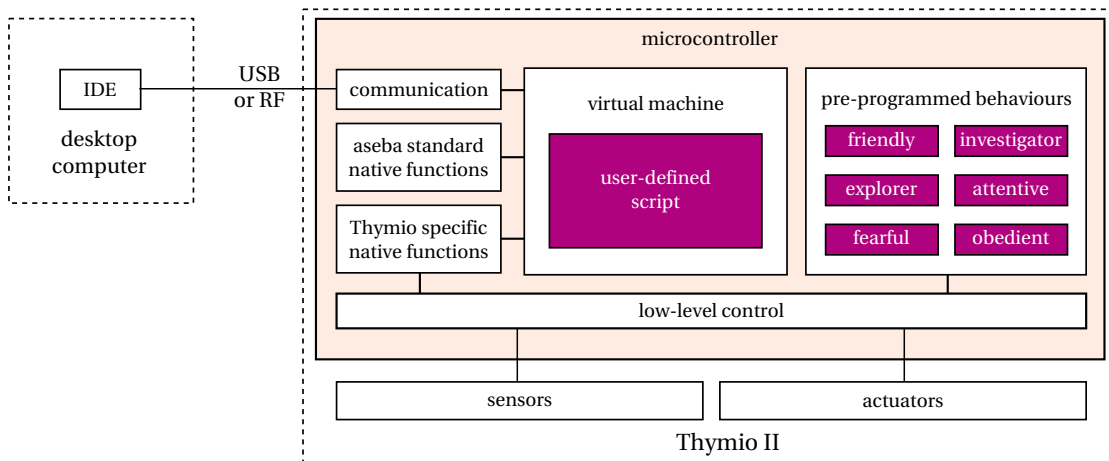 microcontroller
IDE
desktop
computer
USB
or RF
communication
aseba standard
native functions
Thymio specific
native functions
virtual machine
user-defined
script
pre-programmed behaviours
friendly
investigator
explorer
attentive
fearful
obedient
low-level control
sensors
actuators
Thymio II